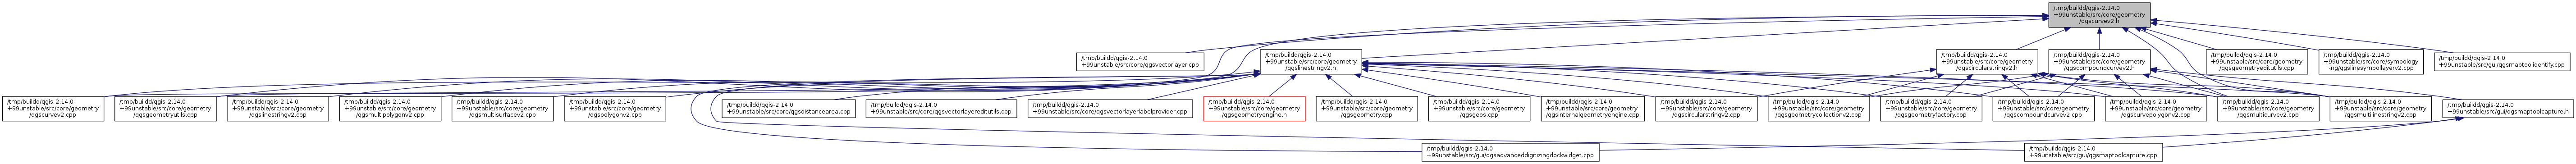 /tmp/buildd/qgis-2.14.0
+99unstable/src/core/geometry
/qgscurvev2.h
/tmp/buildd/qgis-2.14.0
+99unstable/src/core/qgsvectorlayer.cpp
/tmp/buildd/qgis-2.14.0
+99unstable/src/core/geometry
/qgslinestringv2.h
/tmp/buildd/qgis-2.14.0
+99unstable/src/core/geometry
/qgscircularstringv2.h
/tmp/buildd/qgis-2.14.0
+99unstable/src/core/geometry
/qgscompoundcurvev2.h
/tmp/buildd/qgis-2.14.0
+99unstable/src/core/geometry
/qgsgeometryeditutils.cpp
/tmp/buildd/qgis-2.14.0
+99unstable/src/core/symbology
-ng/qgslinesymbollayerv2.cpp
/tmp/buildd/qgis-2.14.0
+99unstable/src/gui/qgsmaptoolidentify.cpp
/tmp/buildd/qgis-2.14.0
+99unstable/src/core/geometry
/qgscurvev2.cpp
/tmp/buildd/qgis-2.14.0
+99unstable/src/core/geometry
/qgsgeometryutils.cpp
/tmp/buildd/qgis-2.14.0
+99unstable/src/core/geometry
/qgslinestringv2.cpp
/tmp/buildd/qgis-2.14.0
+99unstable/src/core/geometry
/qgsmultipolygonv2.cpp
/tmp/buildd/qgis-2.14.0
+99unstable/src/core/geometry
/qgsmultisurfacev2.cpp
/tmp/buildd/qgis-2.14.0
+99unstable/src/core/geometry
/qgspolygonv2.cpp
/tmp/buildd/qgis-2.14.0
+99unstable/src/core/qgsdistancearea.cpp
/tmp/buildd/qgis-2.14.0
+99unstable/src/core/qgsvectorlayereditutils.cpp
/tmp/buildd/qgis-2.14.0
+99unstable/src/core/qgsvectorlayerlabelprovider.cpp
/tmp/buildd/qgis-2.14.0
+99unstable/src/core/geometry
/qgsgeometryengine.h
/tmp/buildd/qgis-2.14.0
+99unstable/src/core/geometry
/qgsgeometry.cpp
/tmp/buildd/qgis-2.14.0
+99unstable/src/core/geometry
/qgsgeos.cpp
/tmp/buildd/qgis-2.14.0
+99unstable/src/core/geometry
/qgsinternalgeometryengine.cpp
/tmp/buildd/qgis-2.14.0
+99unstable/src/core/geometry
/qgscircularstringv2.cpp
/tmp/buildd/qgis-2.14.0
+99unstable/src/core/geometry
/qgsgeometrycollectionv2.cpp
/tmp/buildd/qgis-2.14.0
+99unstable/src/core/geometry
/qgsgeometryfactory.cpp
/tmp/buildd/qgis-2.14.0
+99unstable/src/core/geometry
/qgscompoundcurvev2.cpp
/tmp/buildd/qgis-2.14.0
+99unstable/src/core/geometry
/qgscurvepolygonv2.cpp
/tmp/buildd/qgis-2.14.0
+99unstable/src/core/geometry
/qgsmulticurvev2.cpp
/tmp/buildd/qgis-2.14.0
+99unstable/src/core/geometry
/qgsmultilinestringv2.cpp
/tmp/buildd/qgis-2.14.0
+99unstable/src/gui/qgsmaptoolcapture.h
/tmp/buildd/qgis-2.14.0
+99unstable/src/gui/qgsadvanceddigitizingdockwidget.cpp
/tmp/buildd/qgis-2.14.0
+99unstable/src/gui/qgsmaptoolcapture.cpp